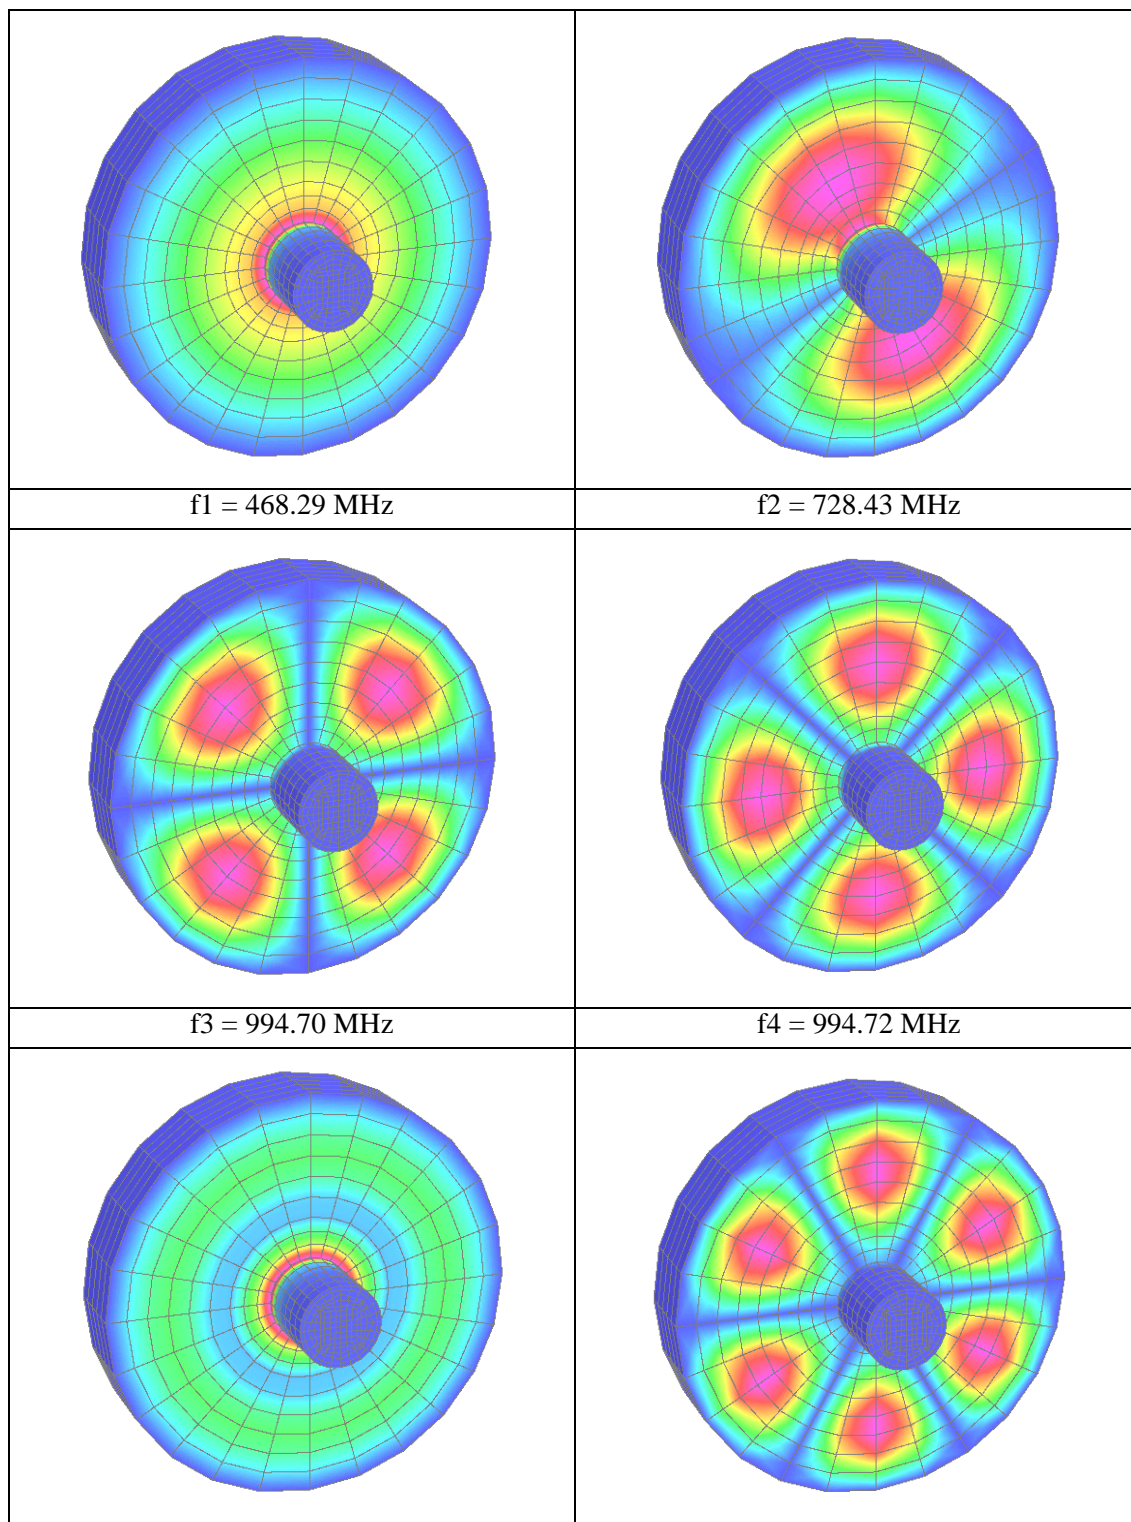 f1 = 468.29 MHz
f2 = 728.43 MHz
f3 = 994.70 MHz
f4 = 994.72 MHz